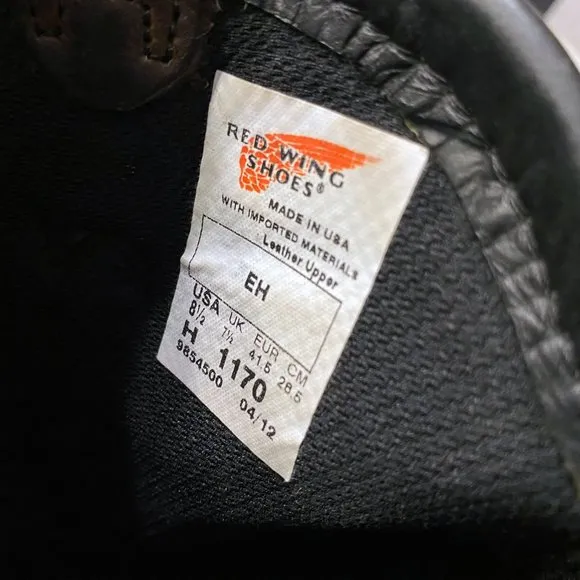 RED WING
SHOES®
MADE IN USA
WITH IMPORTED MATERIALS
Leather Upper
EH
USA UK EUR CM
8½ 7½ 41.5 28.5
H 1170
9854500 04/12